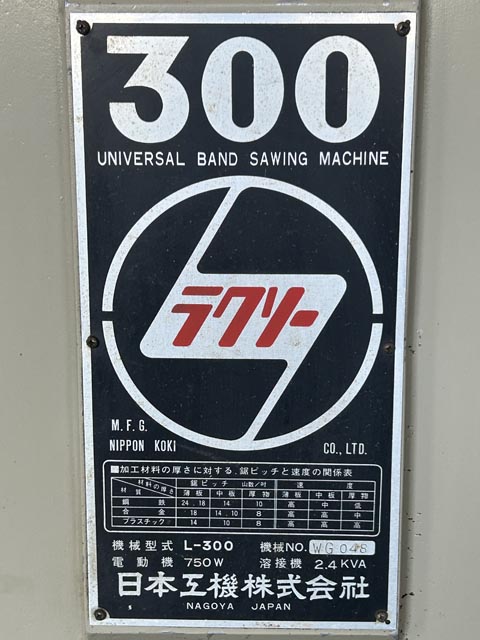 300
UNIVERSAL BAND SAWING MACHINE
ラクソー
M.F.G.
NIPPON KOKI CO., LTD.
■加工材料の厚さに対する、鋸ピッチと速度の関係表
材料の厚さ 鋸ピッチ 山数/吋 速度
材質 薄板 中板 厚物 薄板 中板 厚物
鋼鉄 24.18 14 10 高 中 低
合金 18 14.10 8 高 高 中
プラスチック 14 10 8 高 高 高
機械型式 L-300 機械NO. WG 048
電動機 750W 溶接機 2.4KVA
日本工機株式会社
NAGOYA JAPAN